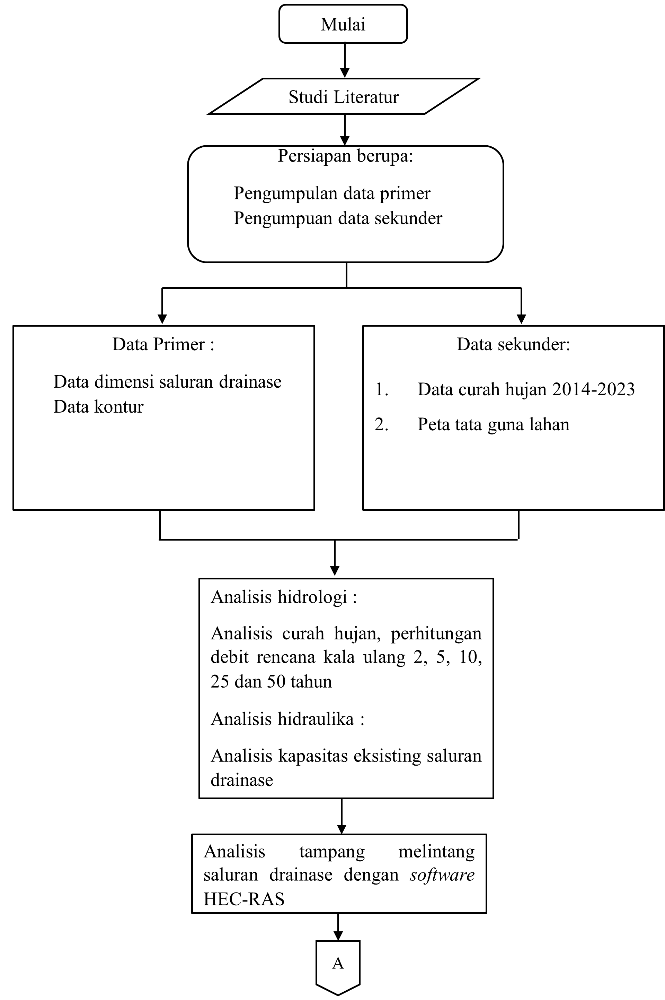 Mulai
Studi Literatur
Persiapan berupa:
Pengumpulan data primer
Pengumpuan data sekunder
Data Primer :
Data dimensi saluran drainase
Data kontur
Data sekunder:
1. Data curah hujan 2014-2023
2. Peta tata guna lahan
Analisis hidrologi :
Analisis curah hujan, perhitungan
debit rencana kala ulang 2, 5, 10,
25 dan 50 tahun
Analisis hidraulika :
Analisis kapasitas eksisting saluran
drainase
Analisis tampang melintang
saluran drainase dengan software
HEC-RAS
A